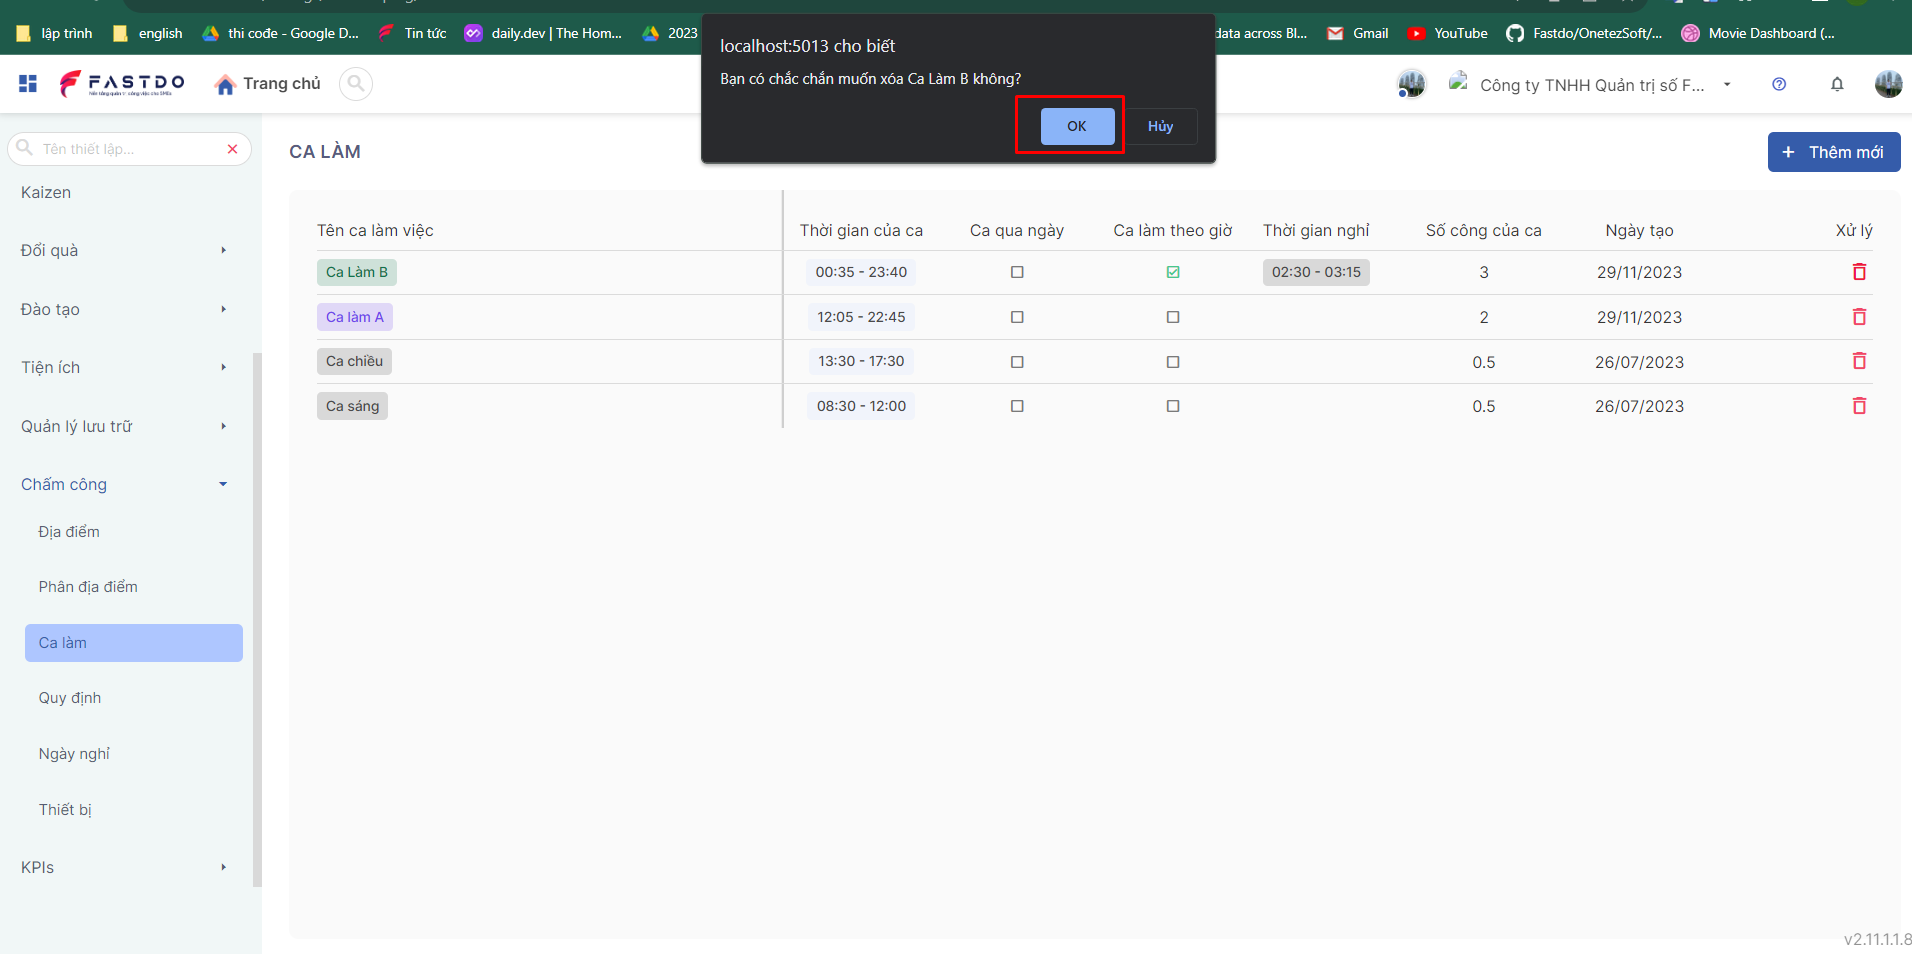 lập trình
english
thi code - Google D...
Tin tức
daily.dev | The Hom...
2023
data across Bl...
Gmail
YouTube
Fastdo/OnetezSoft/...
Movie Dashboard (...
localhost:5013 cho biết
Bạn có chắc chắn muốn xóa Ca Làm B không?
OK
Hủy
FASTDO
Trang chủ
Công ty TNHH Quản trị số F...
Tên thiết lập...
Kaizen
Đổi quà
Đào tạo
Tiện ích
Quản lý lưu trữ
Chấm công
Địa điểm
Phân địa điểm
Ca làm
Quy định
Ngày nghỉ
Thiết bị
KPIs
CA LÀM
+ Thêm mới
Tên ca làm việc Thời gian của ca Ca qua ngày Ca làm theo giờ Thời gian nghỉ Số công của ca Ngày tạo Xử lý
Ca Làm B 00:35 - 23:40 02:30 - 03:15 3 29/11/2023
Ca làm A 12:05 - 22:45 2 29/11/2023
Ca chiều 13:30 - 17:30 0.5 26/07/2023
Ca sáng 08:30 - 12:00 0.5 26/07/2023
v2.11.1.1.8